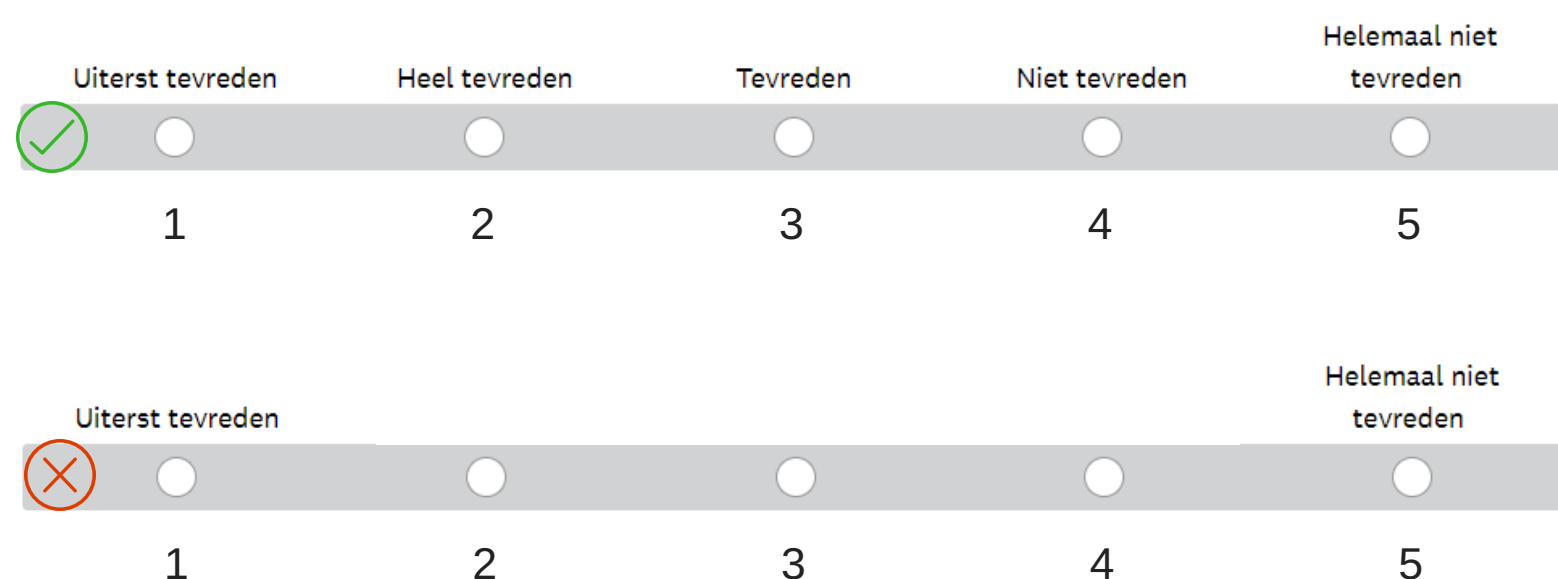 Uiterst tevreden Heel tevreden Tevreden Niet tevreden Helemaal niet
tevreden
1 2 3 4 5
Uiterst tevreden Helemaal niet
tevreden
1 2 3 4 5